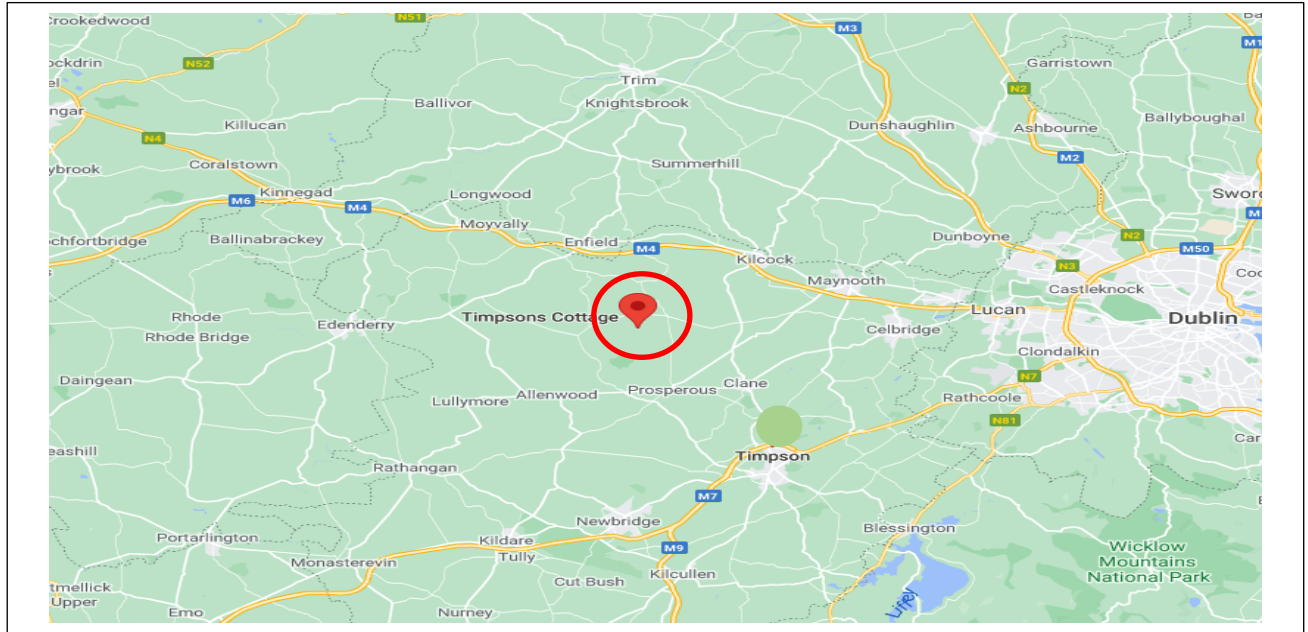 Crookedwood
N51
M3
Ba
M1
ockdrin
N52
Garristown
el
Trim
N2
ngar
Ballivor
Knightsbrook
Killucan
Dunshaughlin
Ashbourne
Ballyboughal
N4
ybrook
Coralstown
Summerhill
M2
Kinnegad
Longwood
Swor
M6
M4
M
Moyvally
chfortbridge
Ballinabrackey
Enfield
M4
Dunboyne
N2
M50
s
Kilcock
N3
Coo
Maynooth
Castleknock
Rhode
Timpsons Cottage
Lucan
Dublin
Rhode Bridge
Edenderry
Celbridge
Clondalkin
Daingean
Prosperous
Clane
N7
Lullymore
Allenwood
Rathcoole
N81
Car
eashill
Timpson
Rathangan
M7
Newbridge
Blessington
Portarlington
Kildare
Wicklow
Mountains
National Park
Monasterevin
Tully
M9
tmellick
Upper
Cut Bush
Kilcullen
Emo
Nurney
Liffey